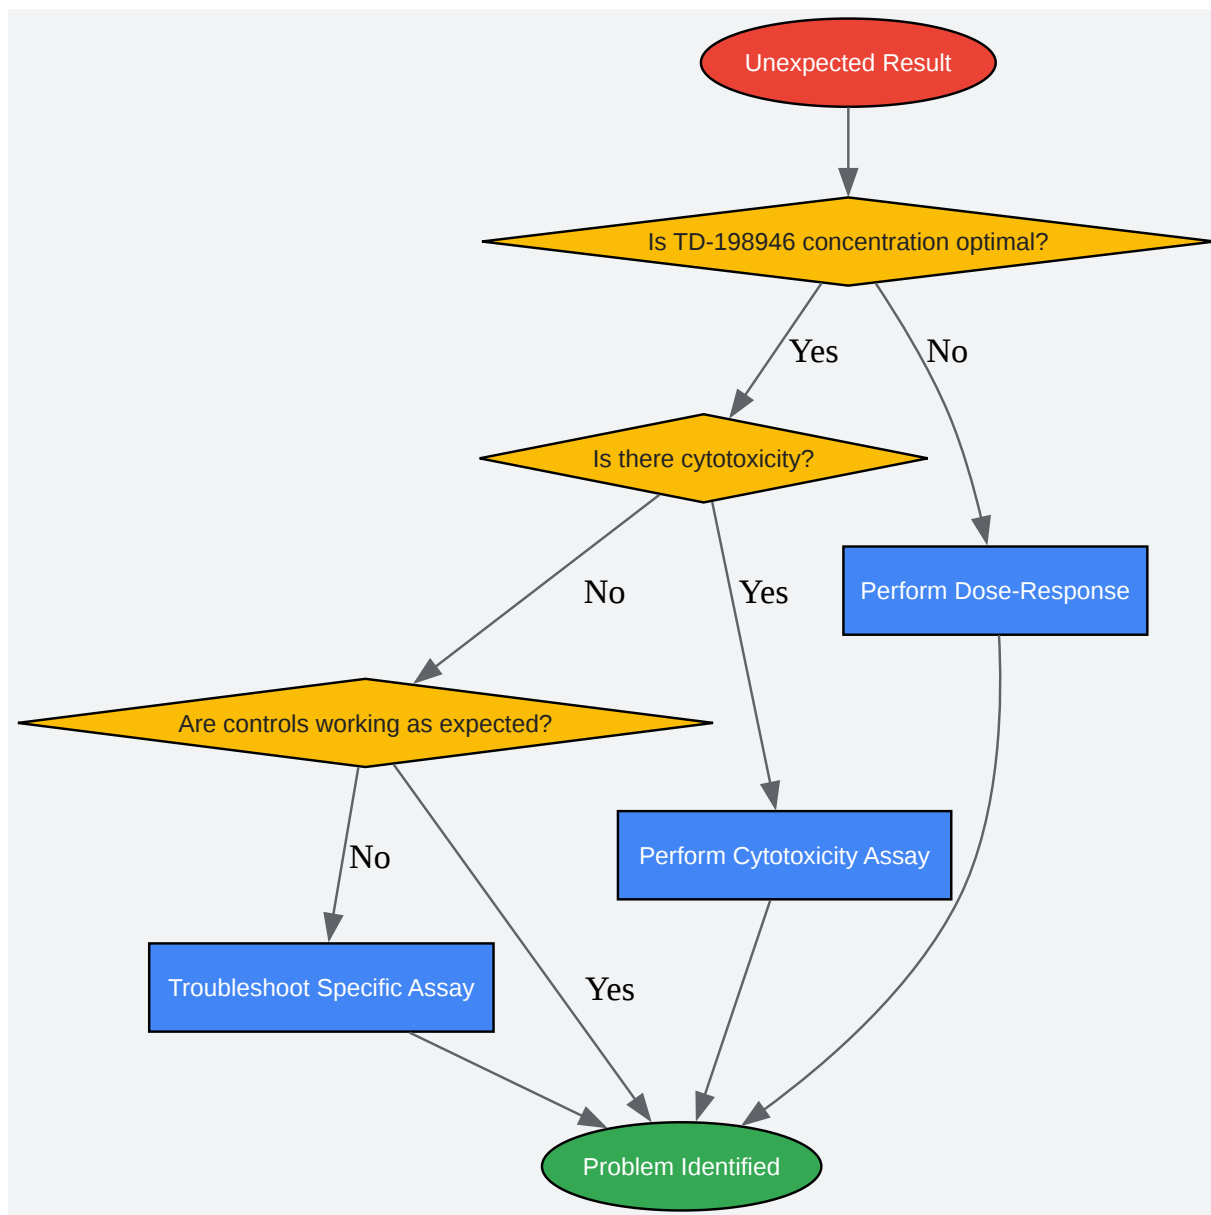 Unexpected Result
Is TD-198946 concentration optimal?
Yes
No
Is there cytotoxicity?
No
Yes
Perform Dose-Response
Are controls working as expected?
No
Perform Cytotoxicity Assay
Troubleshoot Specific Assay
Yes
Problem Identified